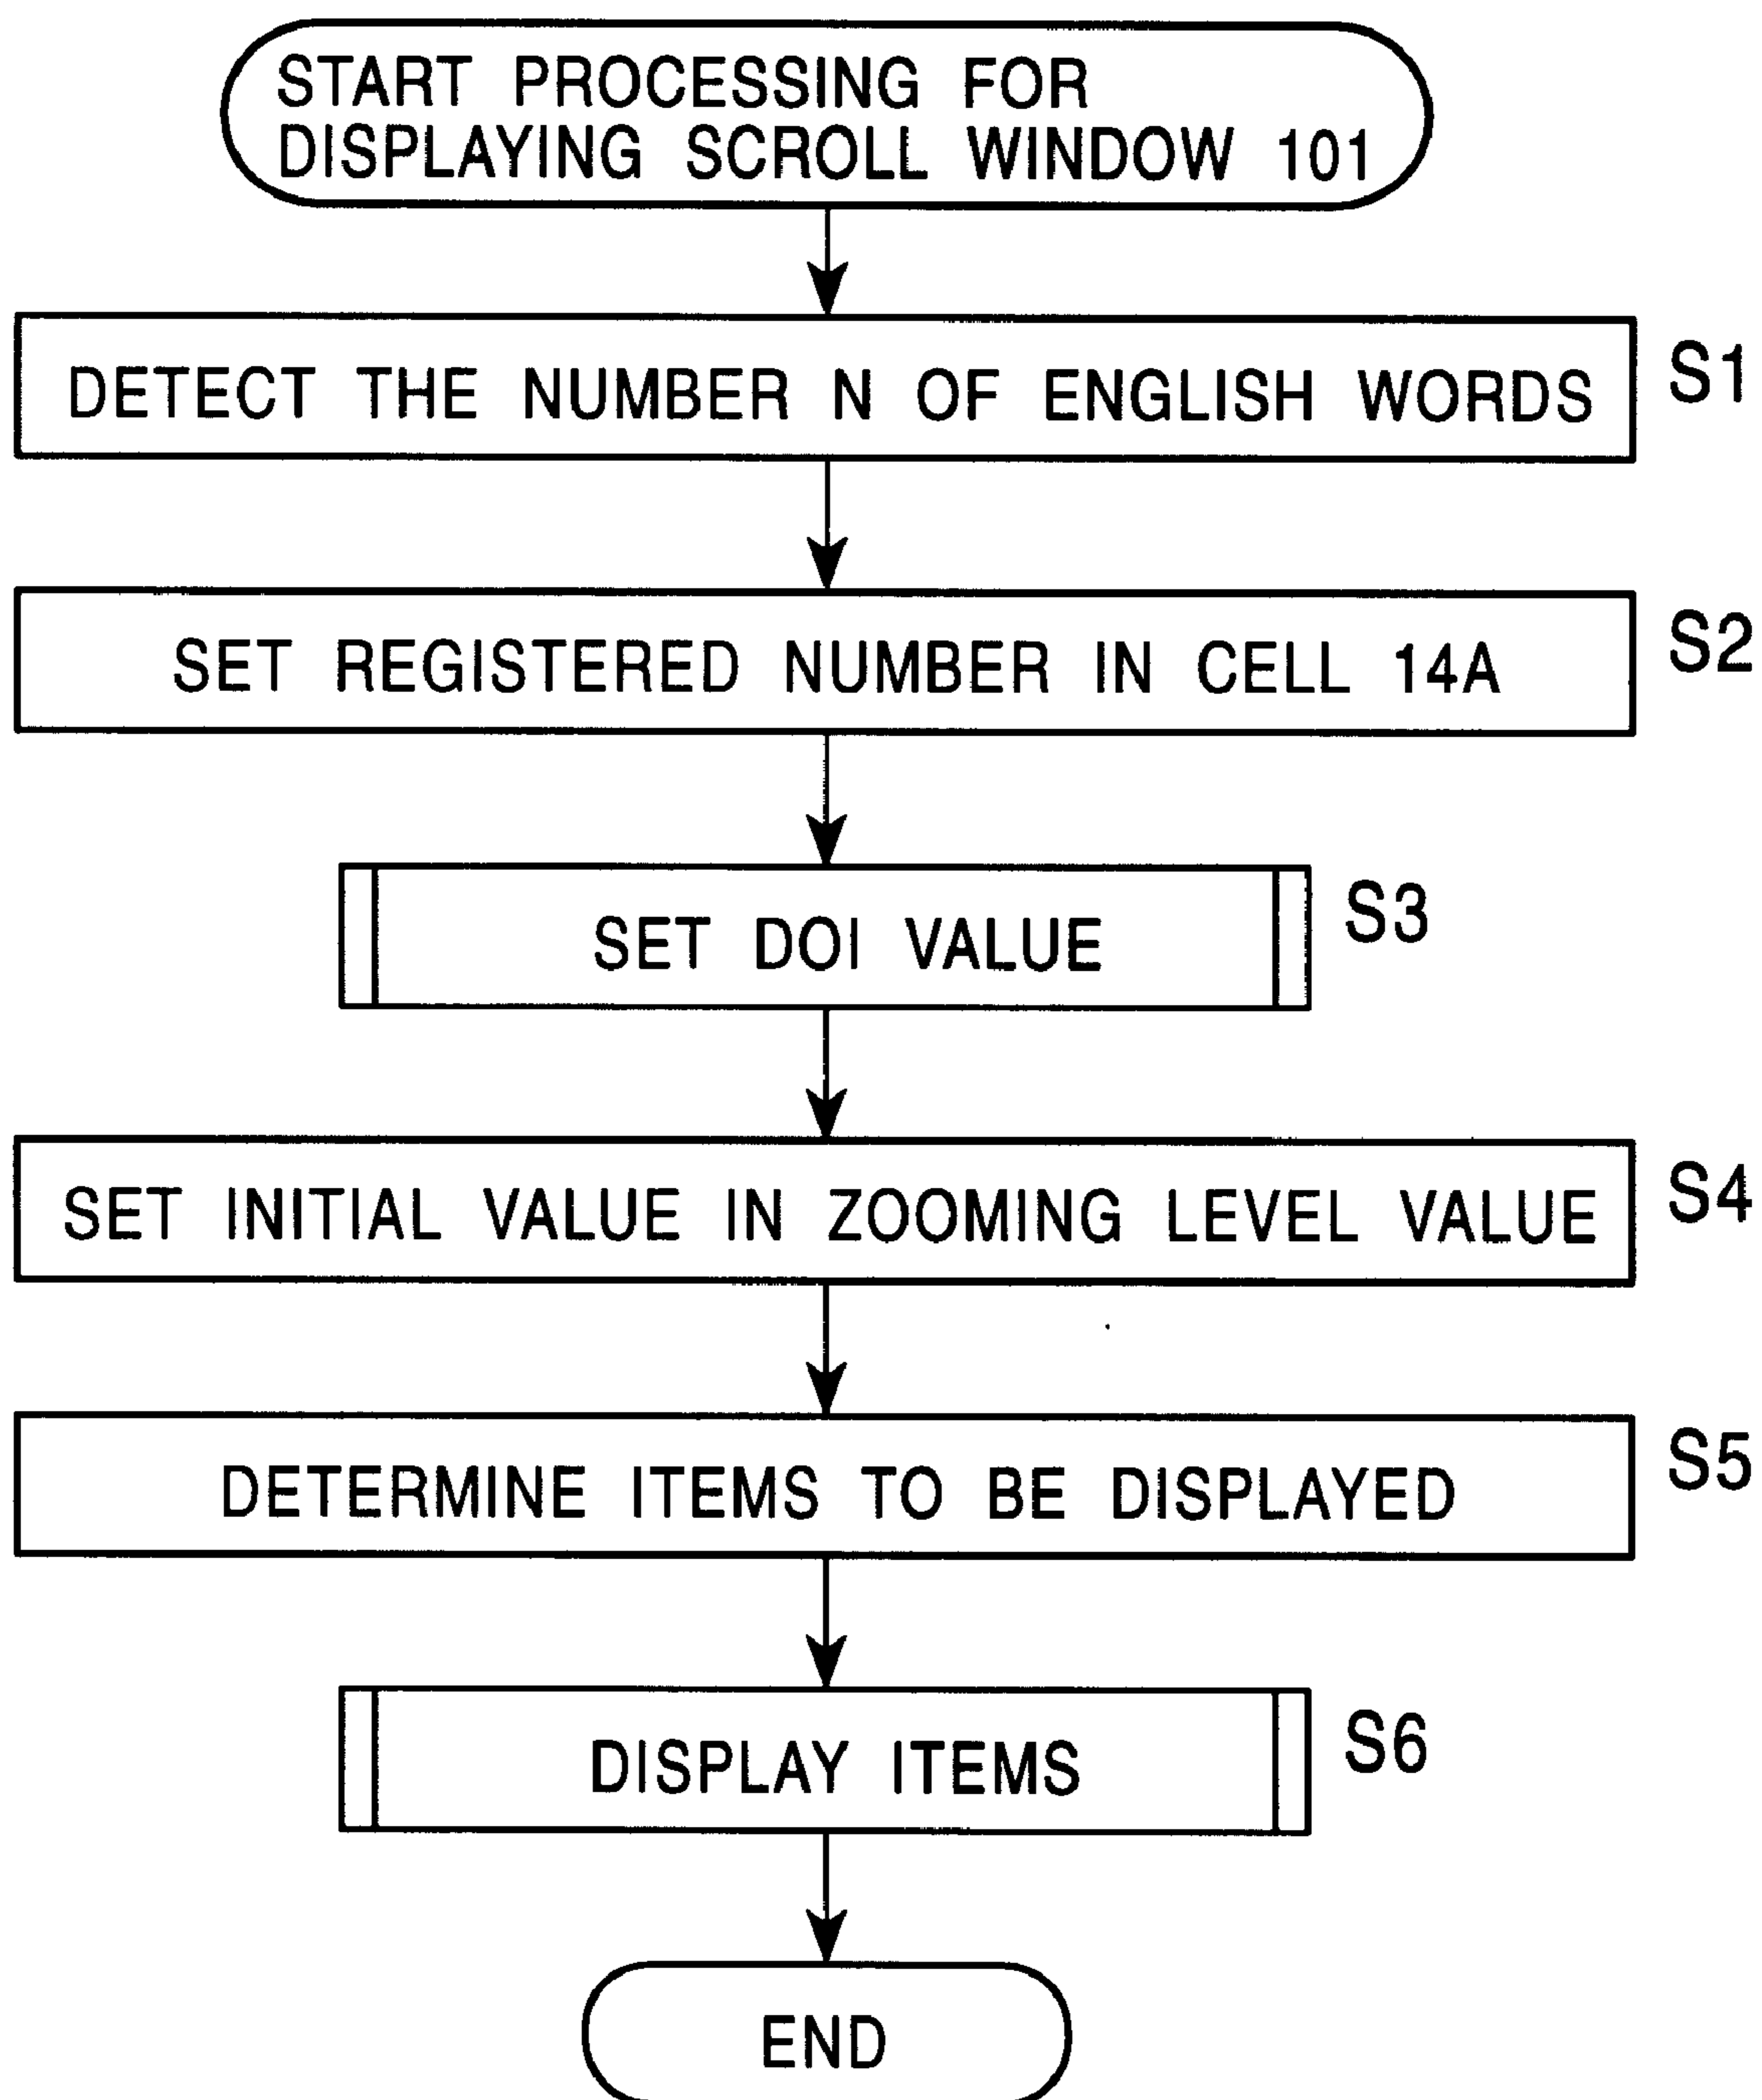 START PROCESSING FOR
DISPLAYING SCROLL WINDOW 101
DETECT THE NUMBER N OF ENGLISH WORDS
S1
SET REGISTERED NUMBER IN CELL 14A
S2
SET DOI VALUE
S3
SET INITIAL VALUE IN ZOOMING LEVEL VALUE
S4
DETERMINE ITEMS TO BE DISPLAYED
S5
DISPLAY ITEMS
S6
END